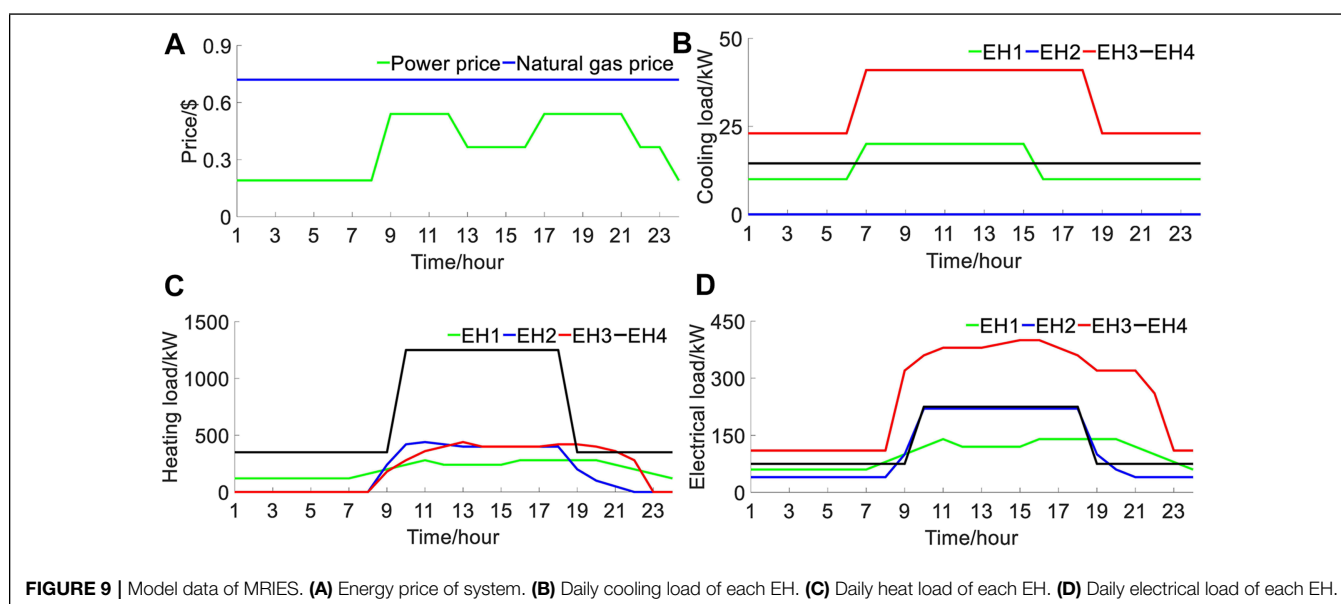 A
Power price Natural gas price
0.9
0.6
0.3
0
Price/$
1 3 5 7 9 11 13 15 17 19 21 23
Time/hour
B
EH1 EH2 EH3 EH4
50
25
0
Cooling load/kW
1 3 5 7 9 11 13 15 17 19 21 23
Time/hour
C
EH1 EH2 EH3 EH4
1500
1000
500
0
Heating load/kW
1 3 5 7 9 11 13 15 17 19 21 23
Time/hour
D
EH1 EH2 EH3 EH4
450
300
150
0
Electrical load/kW
1 3 5 7 9 11 13 15 17 19 21 23
Time/hour
FIGURE 9 | Model data of MRIES. (A) Energy price of system. (B) Daily cooling load of each EH. (C) Daily heat load of each EH. (D) Daily electrical load of each EH.